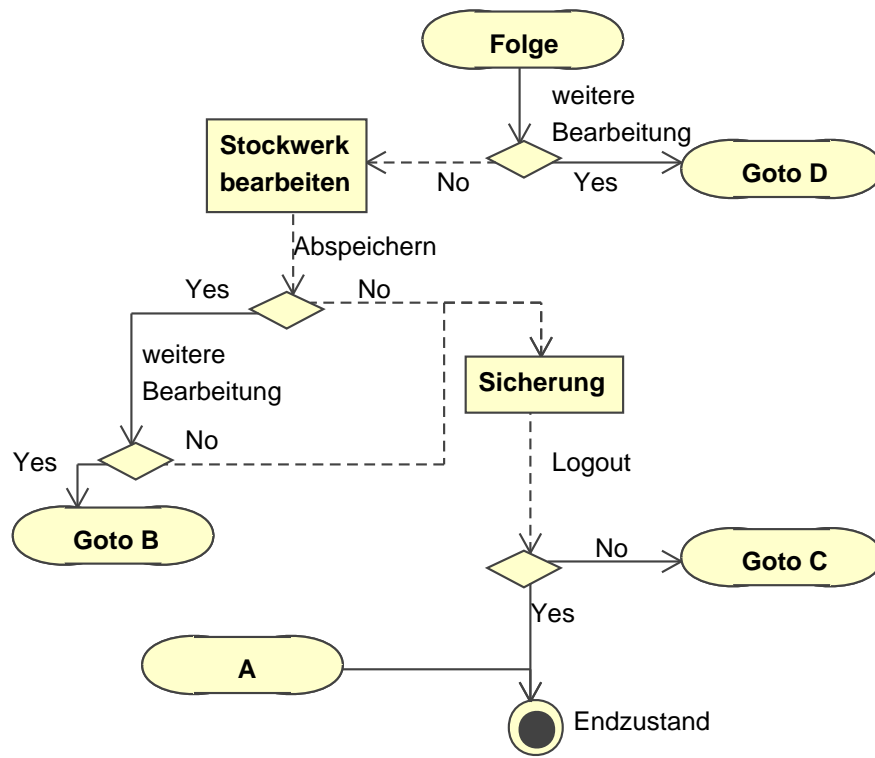 Folge
weitere
Bearbeitung
Stockwerk
bearbeiten
No
Yes
Goto D
Abspeichern
Yes
No
weitere
Bearbeitung
Sicherung
Yes
No
Logout
Goto B
No
Goto C
Yes
A
Endzustand